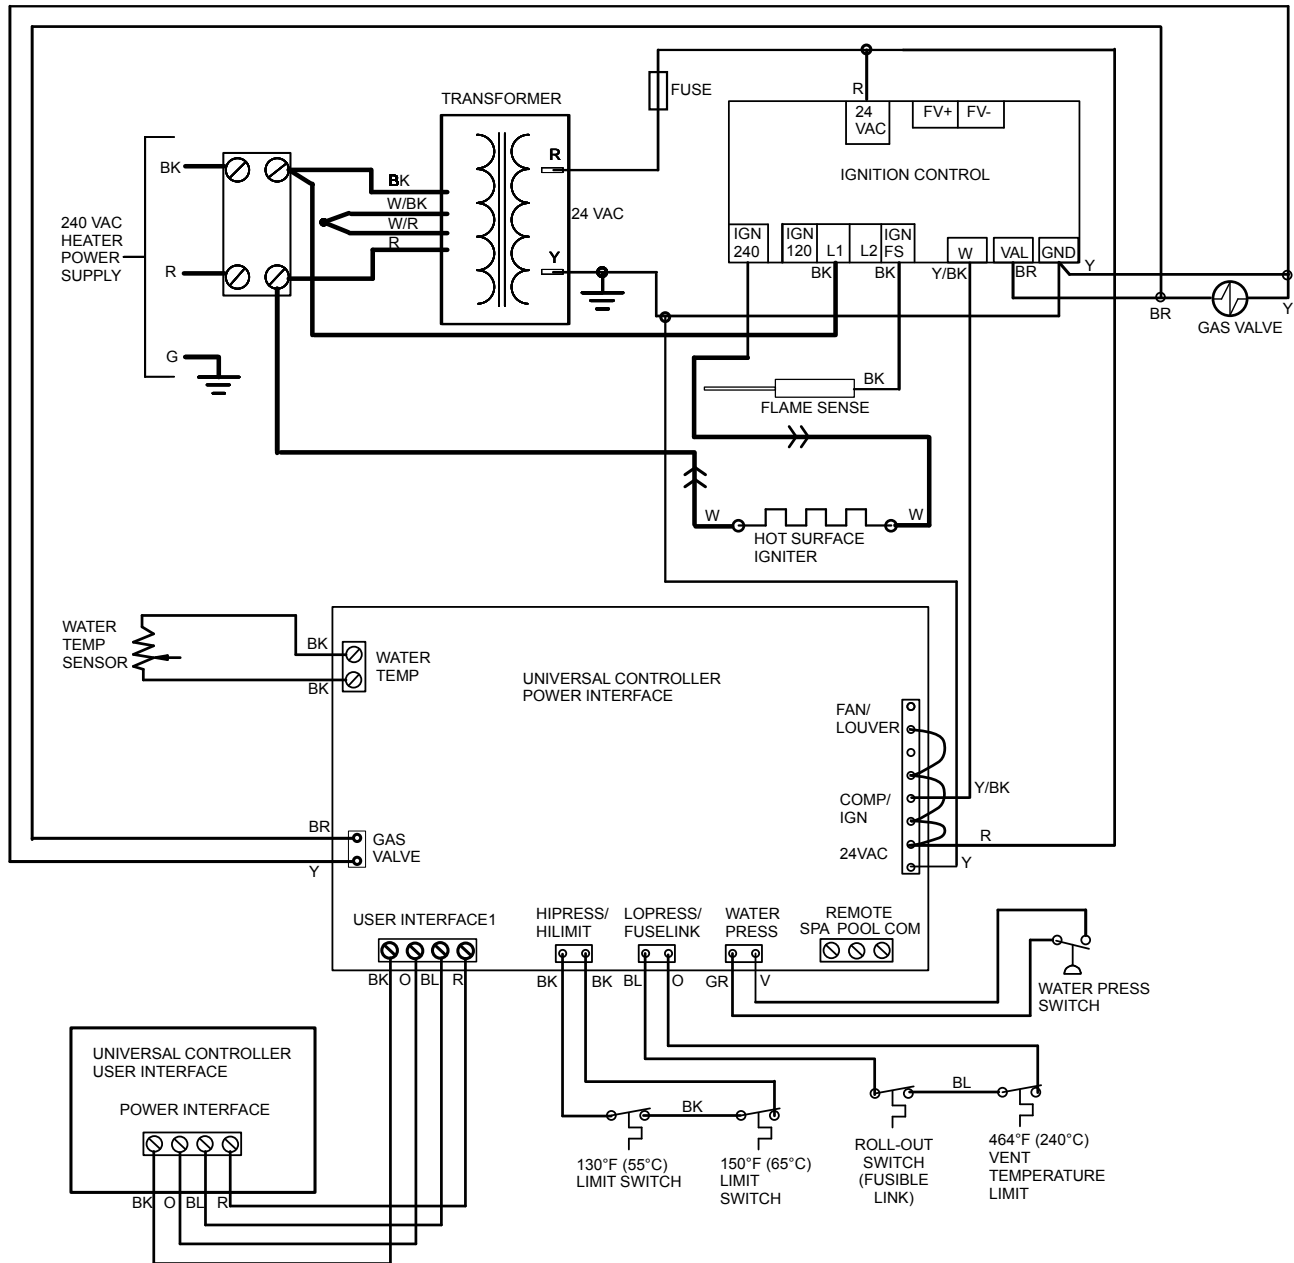 TRANSFORMER
FUSE
R
24
VAC
FV+
FV-
IGNITION CONTROL
BK
240 VAC
HEATER
POWER
SUPPLY
R
G
BK
W/BK
W/R
R
R
24 VAC
Y
IGN
240
IGN
120
L1
L2
IGN
FS
W
VAL
GND
BK
BK
Y/BK
BR
Y
BR
GAS VALVE
Y
BK
FLAME SENSE
W
W
HOT SURFACE
IGNITER
WATER
TEMP
SENSOR
BK
BK
WATER
TEMP
UNIVERSAL CONTROLLER
POWER INTERFACE
FAN/
LOUVER
COMP/
IGN
24VAC
Y/BK
R
Y
BR
Y
GAS
VALVE
USER INTERFACE1
HIPRESS/
HILIMIT
LOPRESS/
FUSELINK
WATER
PRESS
REMOTE
SPA POOL COM
BK
O
BL
R
BK
BK
BL
O
GR
V
WATER PRESS
SWITCH
UNIVERSAL CONTROLLER
USER INTERFACE
POWER INTERFACE
BK
O
BL
R
BK
BL
130°F (55°C)
LIMIT SWITCH
150°F (65°C)
LIMIT
SWITCH
ROLL-OUT
SWITCH
(FUSIBLE
LINK)
464°F (240°C)
VENT
TEMPERATURE
LIMIT